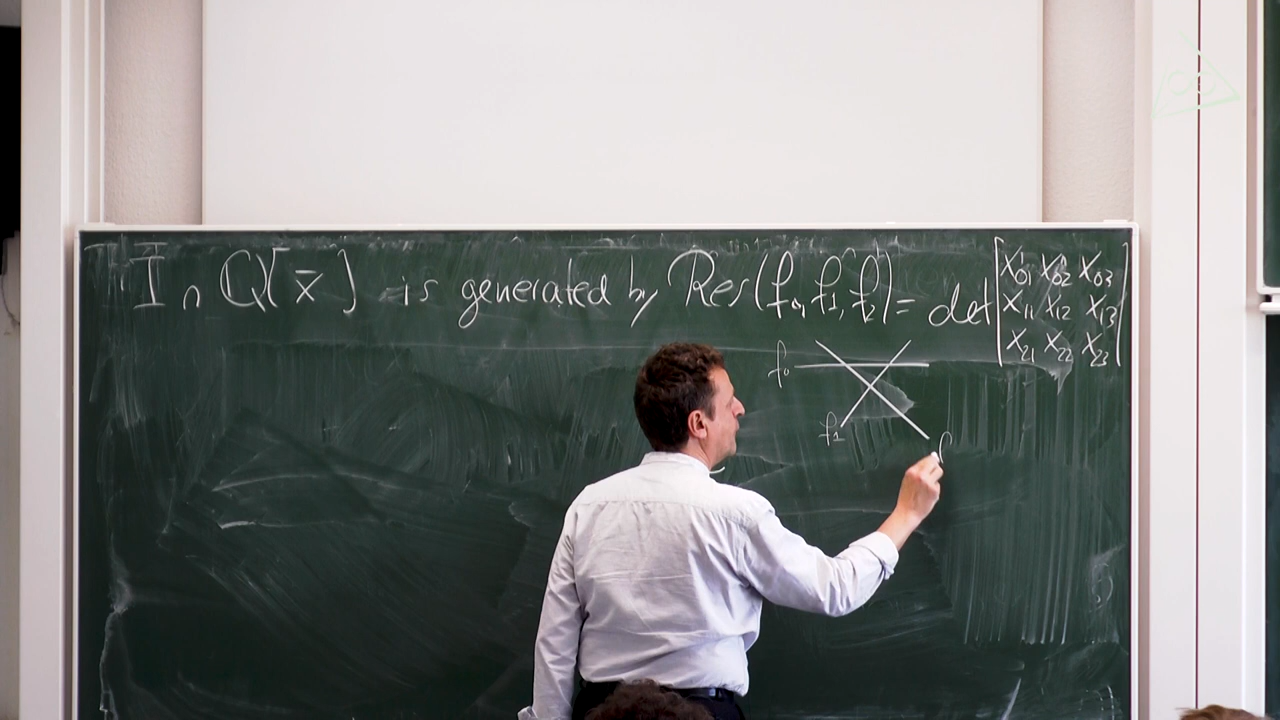 I ∩ ℚ[x̄] is generated by Res(f₀, f₁, f₂) = det | X₀₁ X₀₂ X₀₃
X₁₁ X₁₂ X₁₃
X₂₁ X₂₂ X₂₃ |
f₀
f₁
f